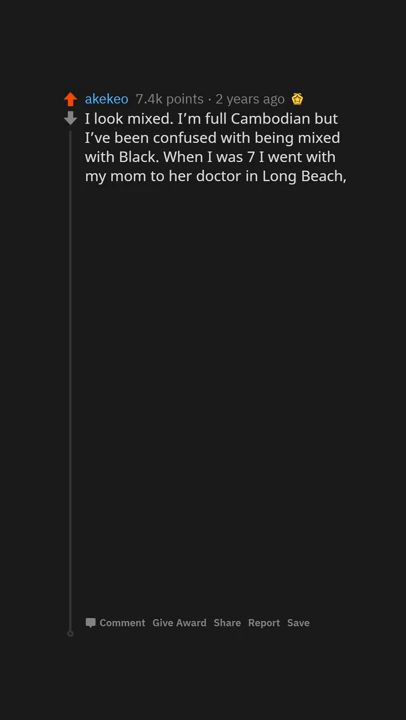 akekeo 7.4k points · 2 years ago
I look mixed. I’m full Cambodian but
I’ve been confused with being mixed
with Black. When I was 7 I went with
my mom to her doctor in Long Beach,
Comment Give Award Share Report Save